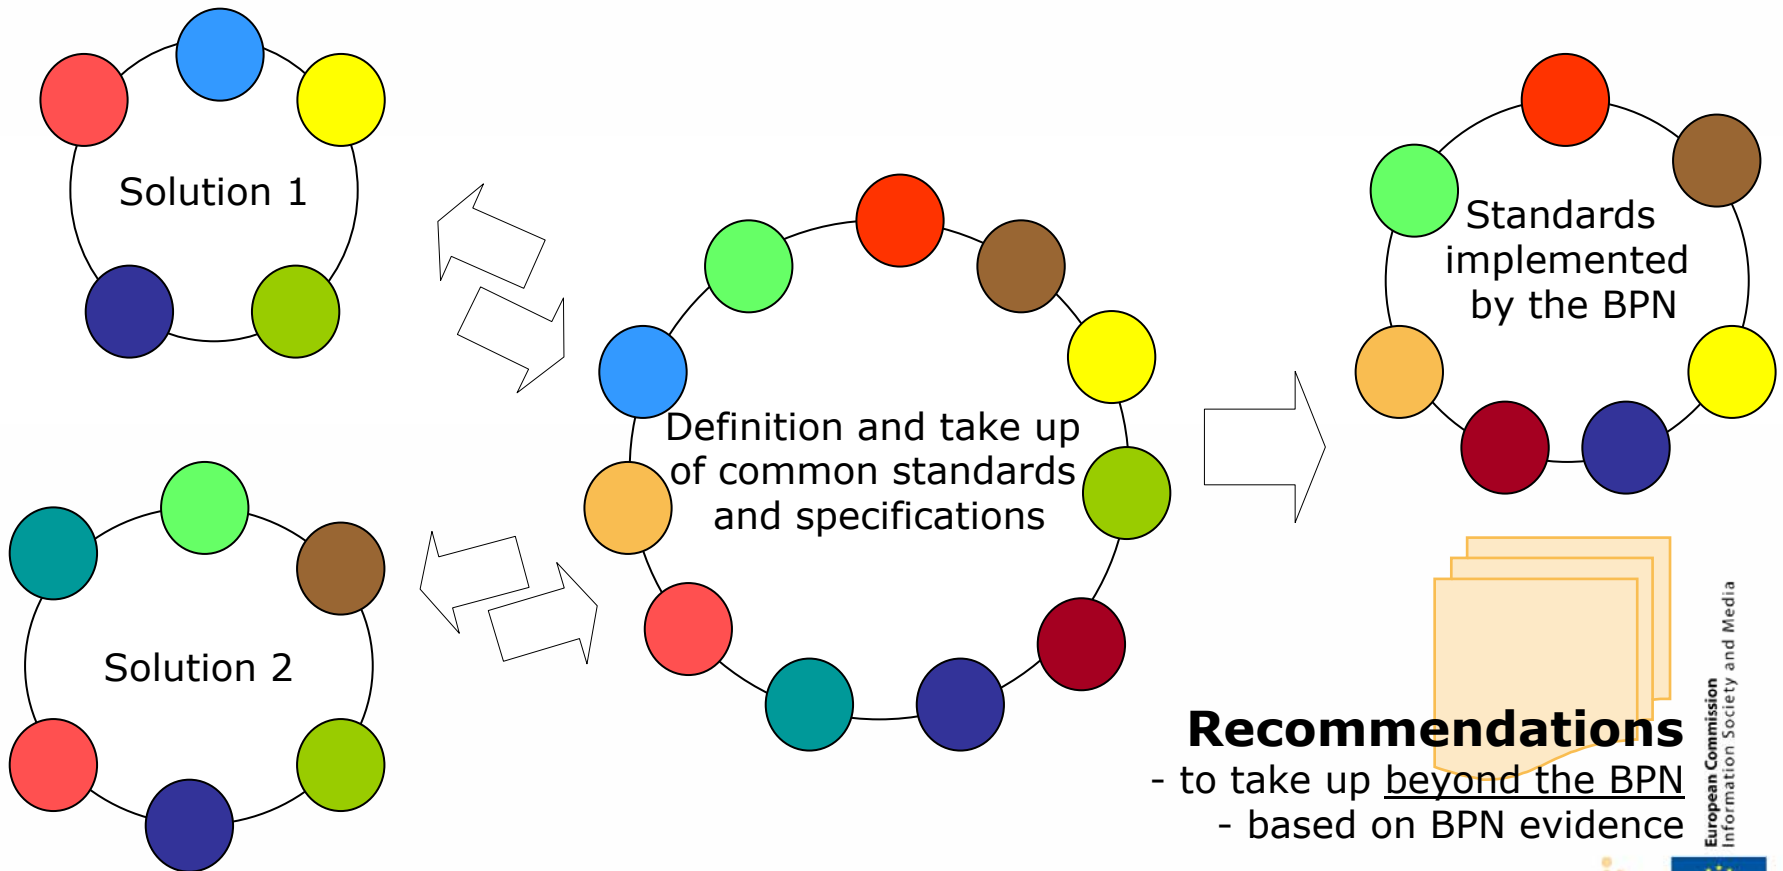 Solution 1
Solution 2
Definition and take up
of common standards
and specifications
Standards
implemented
by the BPN
Recommendations
- to take up beyond the BPN
- based on BPN evidence
European Commission
Information Society and Media